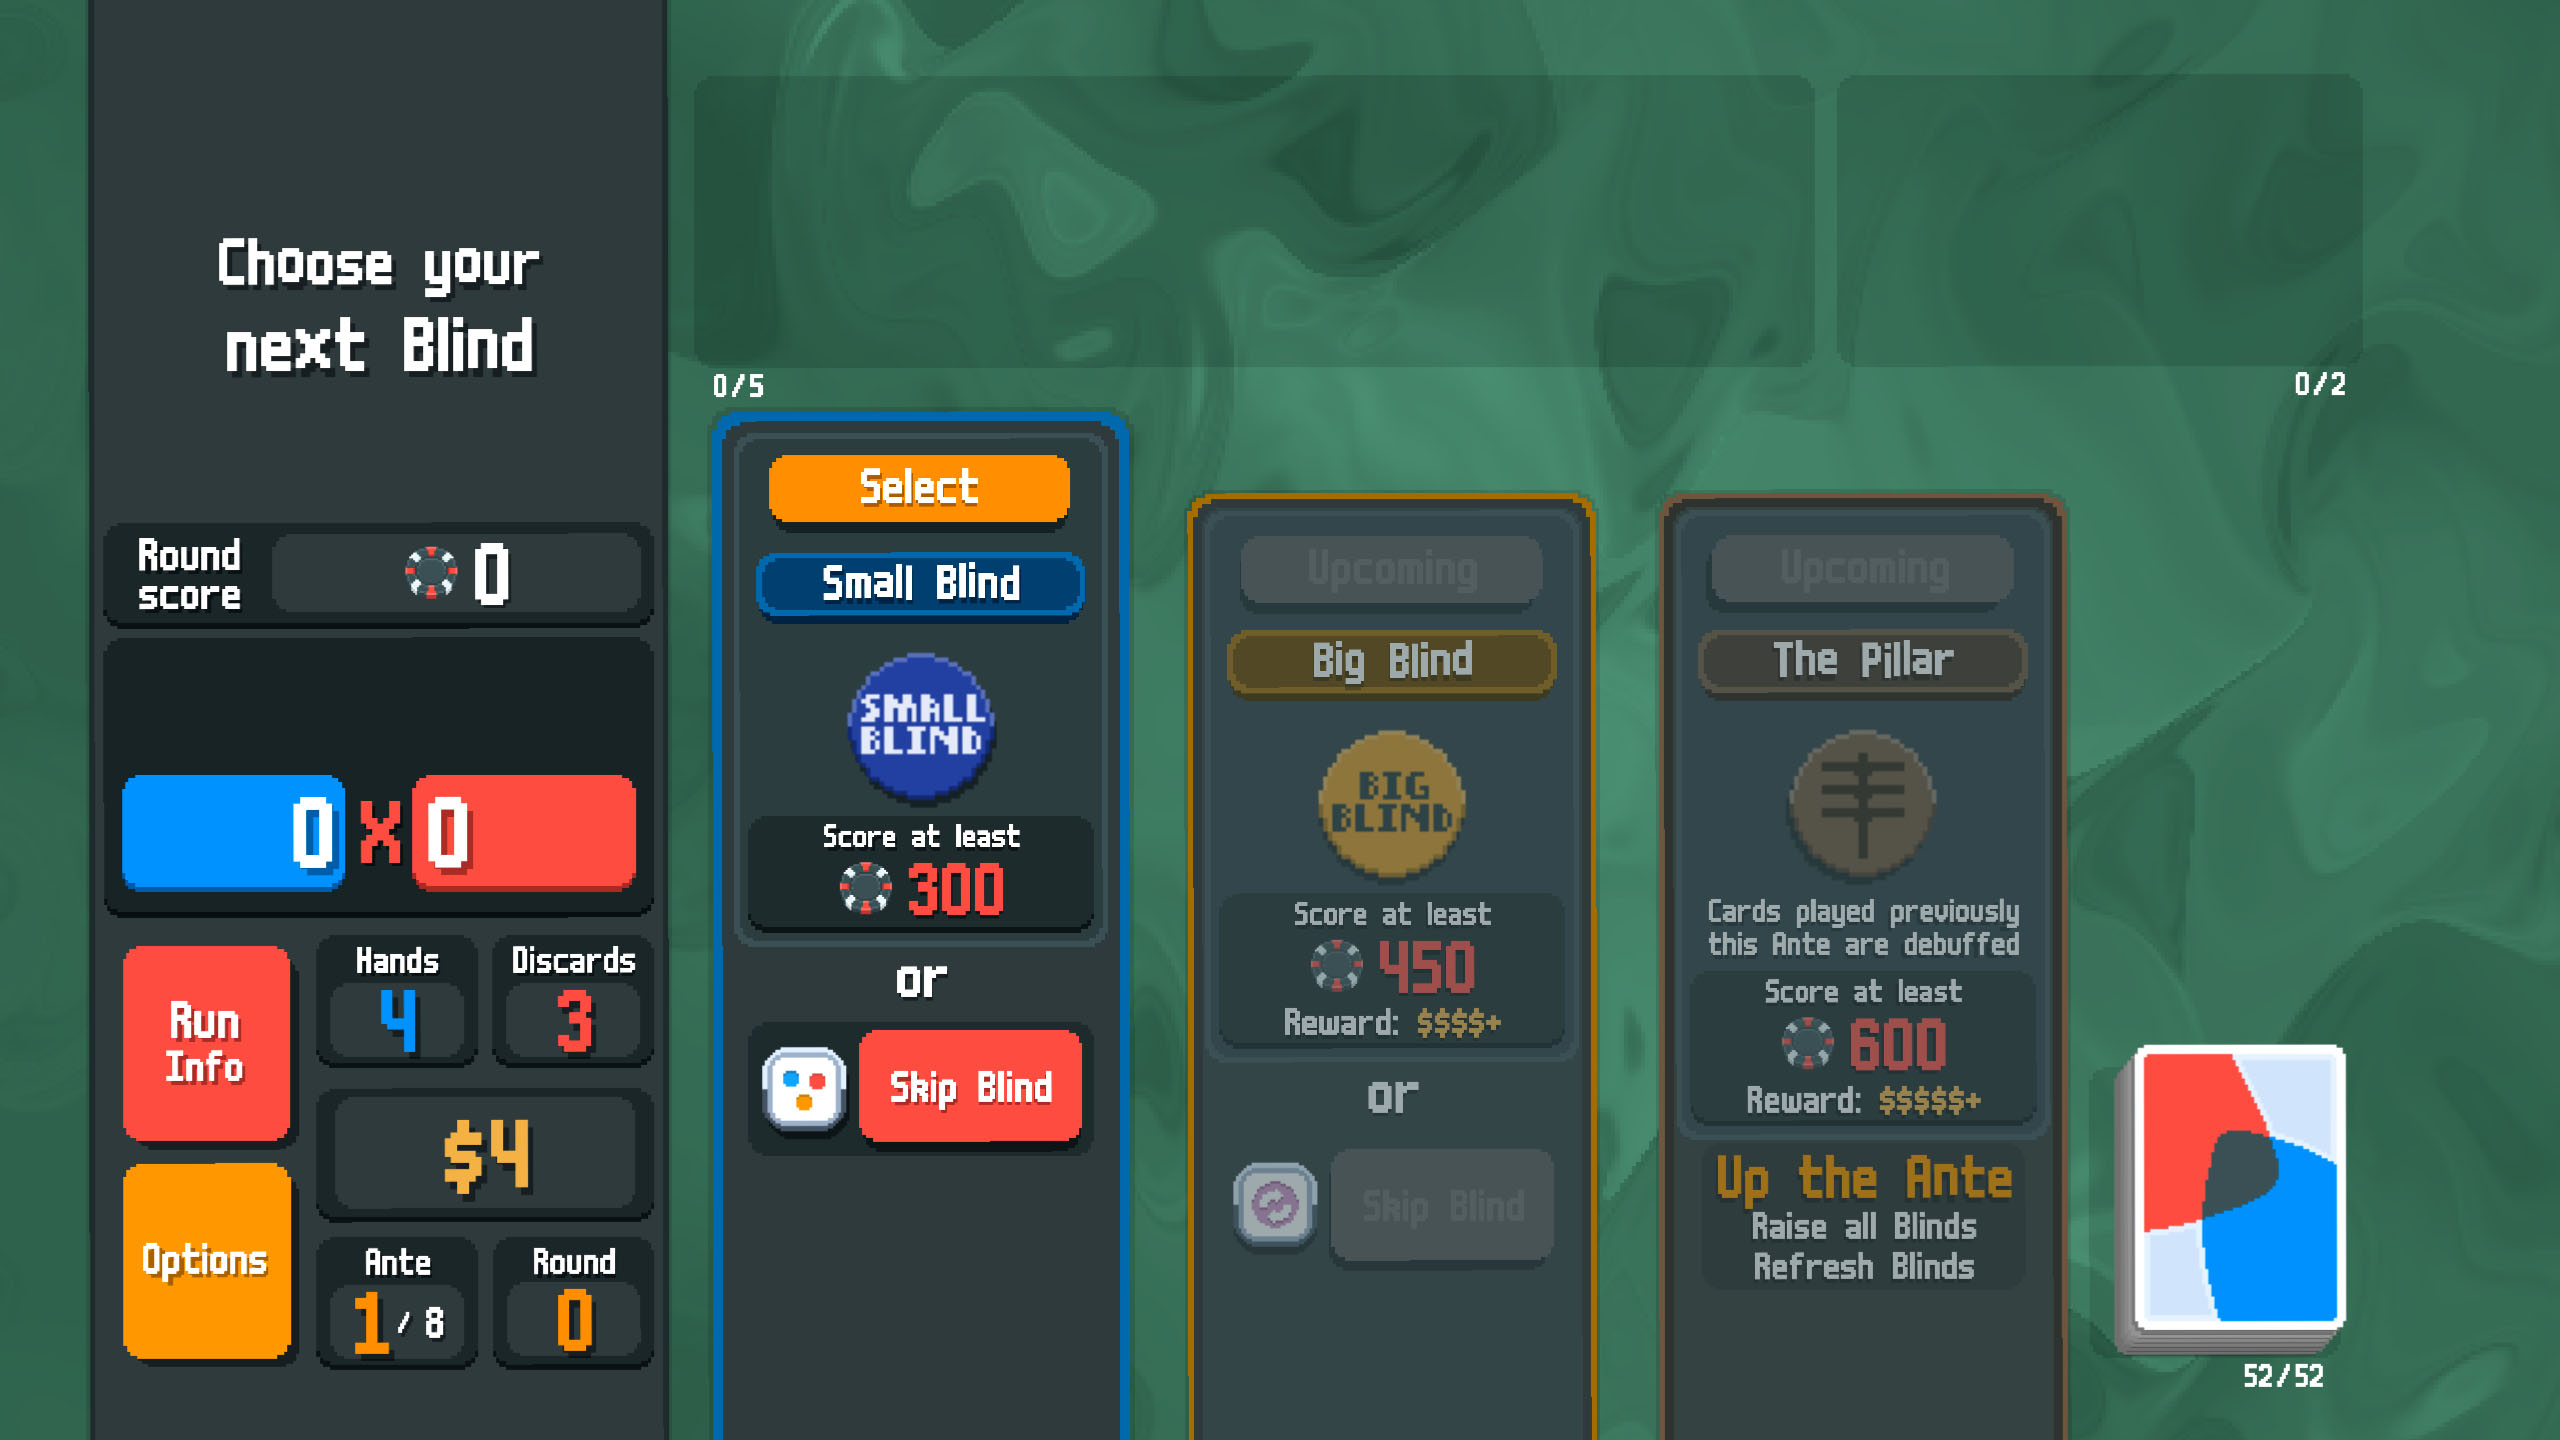 Choose your
next Blind
Round
score
0
0 X 0
Run
Info
Hands
4
Discards
3
$4
Options
Ante
1 / 8
Round
0
0/5
0/2
Select
Small Blind
SMALL
BLIND
Score at least
300
or
Skip Blind
Upcoming
Big Blind
BIG
BLIND
Score at least
450
Reward: $$$$+
or
Skip Blind
Upcoming
The Pillar
Cards played previously
this Ante are debuffed
Score at least
600
Reward: $$$$$+
Up the Ante
Raise all Blinds
Refresh Blinds
52/52